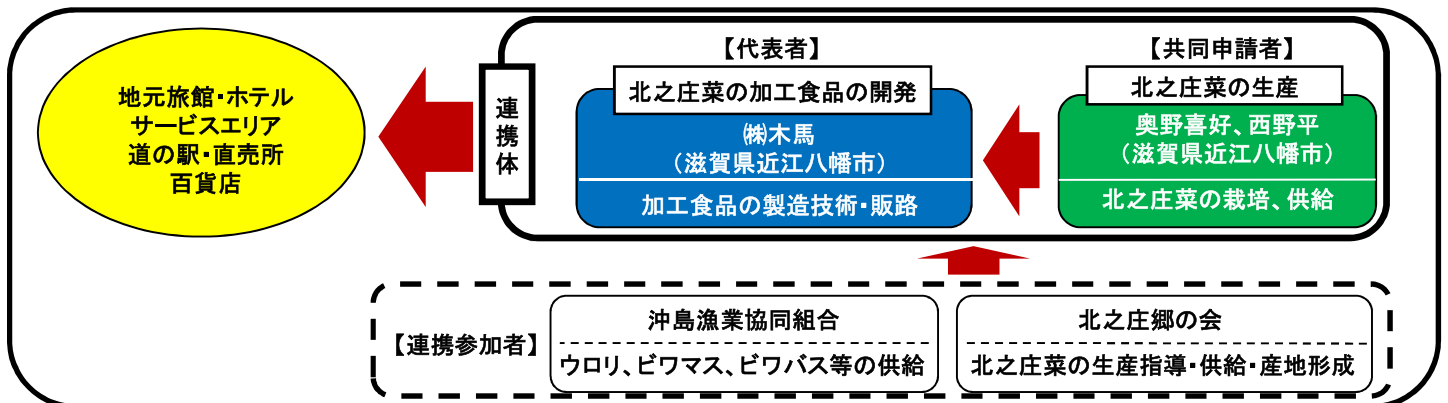 地元旅館・ホテル
サービスエリア
道の駅・直売所
百貨店
連携体
【代表者】
北之庄菜の加工食品の開発
㈱木馬
(滋賀県近江八幡市)
加工食品の製造技術・販路
【共同申請者】
北之庄菜の生産
奥野喜好、西野平
(滋賀県近江八幡市)
北之庄菜の栽培、供給
【連携参加者】
沖島漁業協同組合
ウロリ、ビワマス、ビワバス等の供給
北之庄郷の会
北之庄菜の生産指導・供給・産地形成